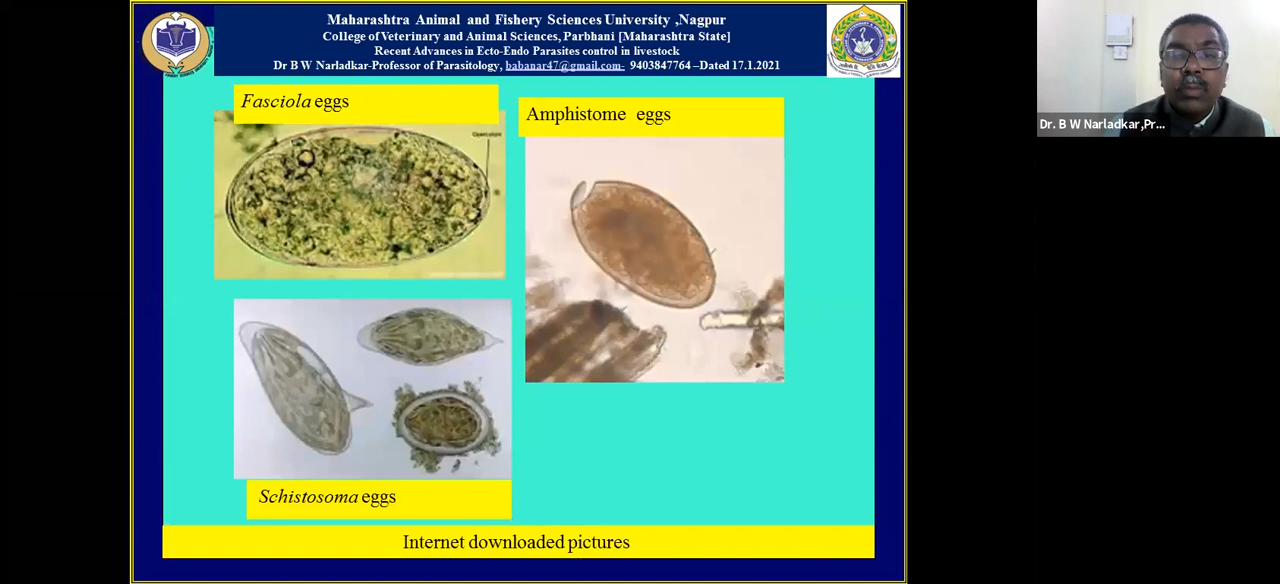 Maharashtra Animal and Fishery Sciences University ,Nagpur
College of Veterinary and Animal Sciences, Parbhani [Maharashtra State]
Recent Advances in Ecto-Endo Parasites control in livestock
Dr B W Narladkar-Professor of Parasitology, babanar47@gmail.com- 9403847764 –Dated 17.1.2021
Fasciola eggs
Amphistome eggs
Operculum
Schistosoma eggs
Internet downloaded pictures
Dr. B W Narladkar,Pr...